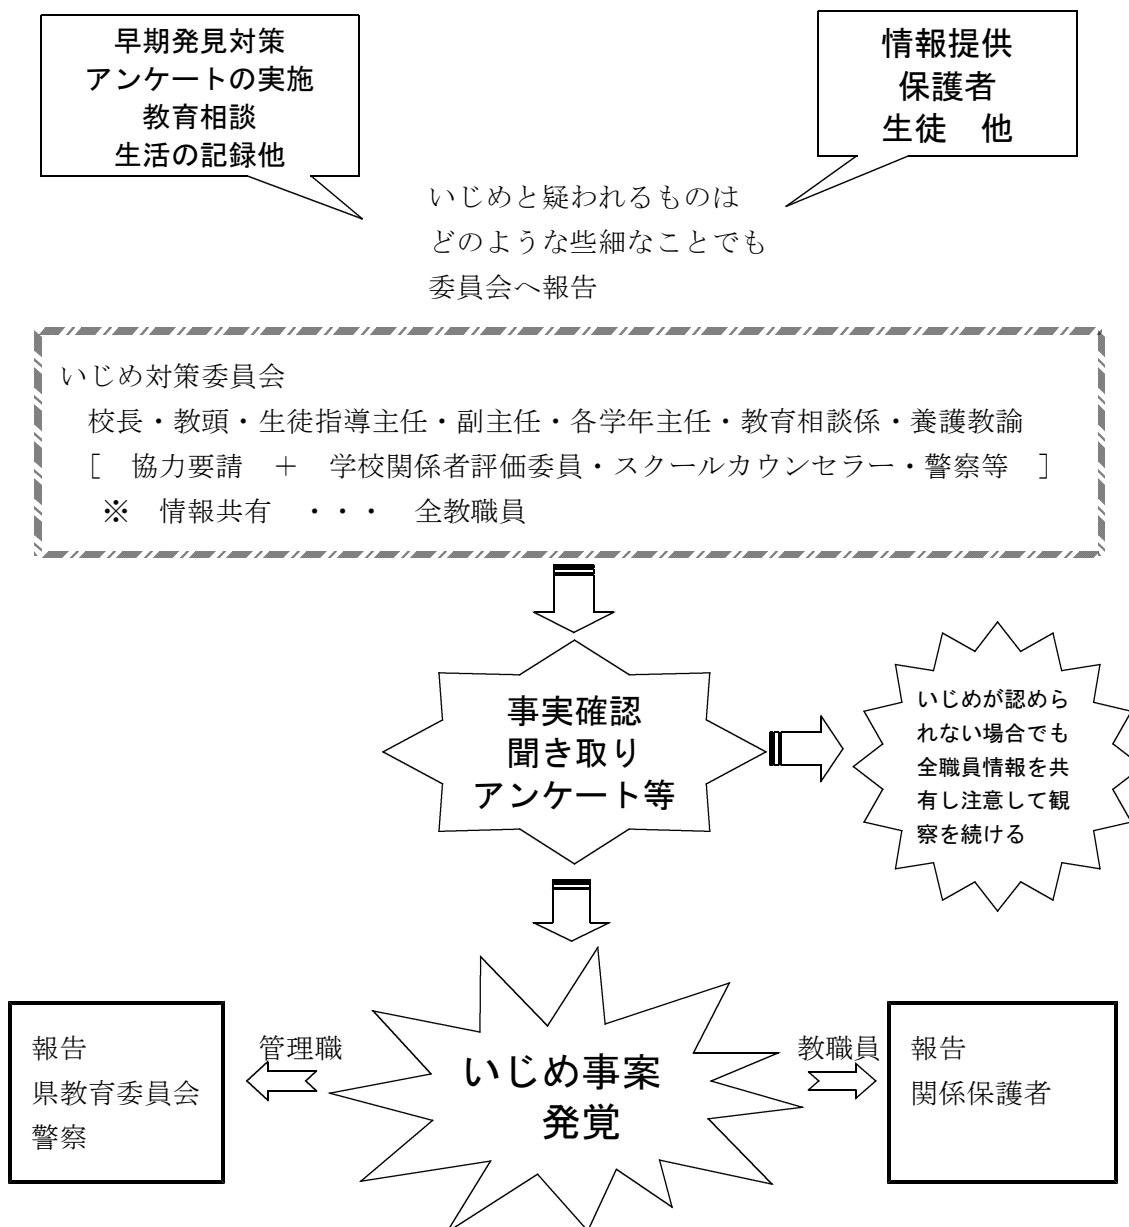 早期発見対策
アンケートの実施
教育相談
生活の記録他
情報提供
保護者
生徒　他
いじめと疑われるものは
どのような些細なことでも
委員会へ報告
いじめ対策委員会
校長・教頭・生徒指導主任・副主任・各学年主任・教育相談係・養護教諭
［　協力要請　＋　学校関係者評価委員・スクールカウンセラー・警察等　］
※　情報共有　・・・　全教職員
事実確認
聞き取り
アンケート等
いじめが認めら
れない場合でも
全職員情報を共
有し注意して観
察を続ける
いじめ事案
発覚
管理職
報告
県教育委員会
警察
教職員
報告
関係保護者